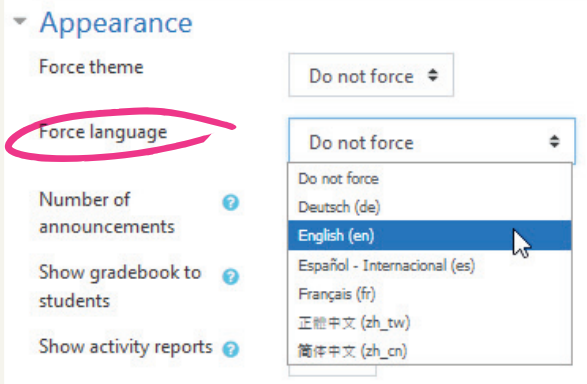 Appearance
Force theme
Do not force
Force language
Do not force
Do not force
Deutsch (de)
English (en)
Español - Internacional (es)
Français (fr)
正體中文 (zh_tw)
简体中文 (zh_cn)
Number of
announcements
Show gradebook to
students
Show activity reports